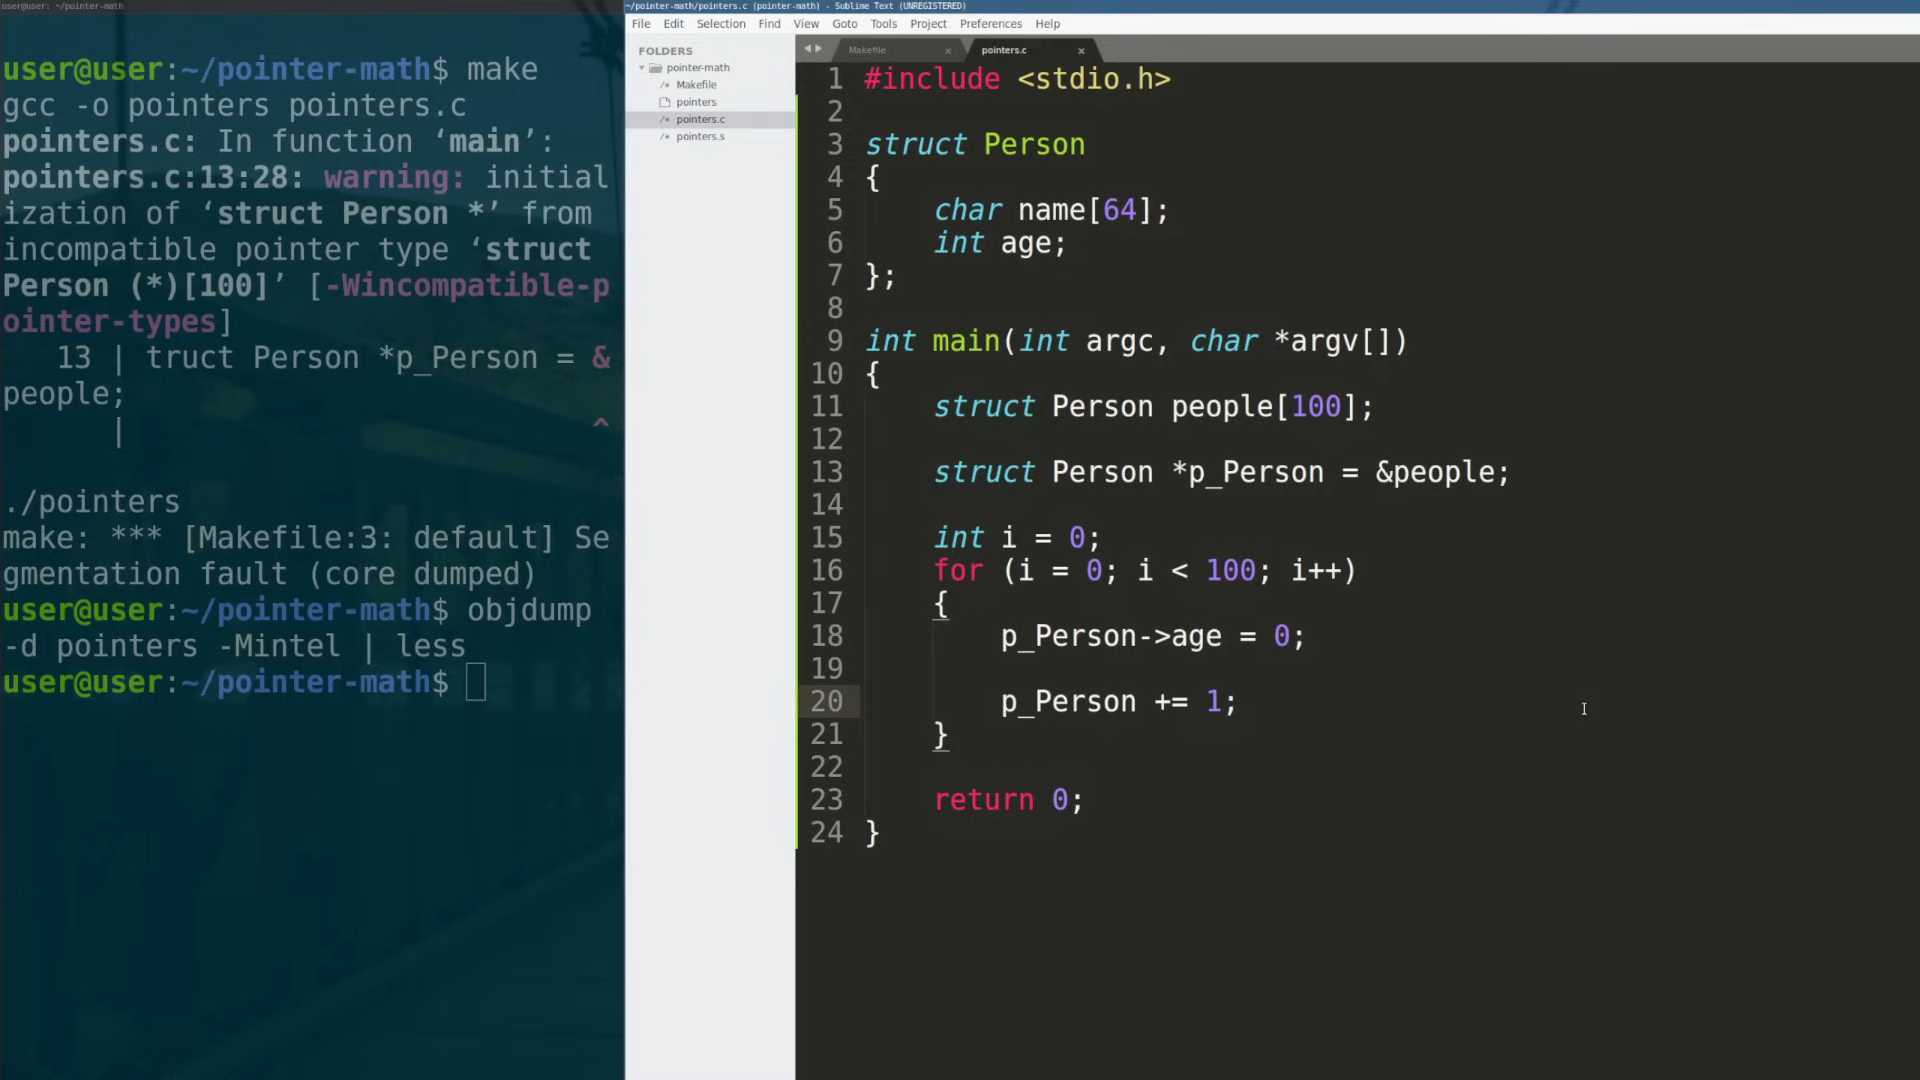 user@user: ~/pointer-math
user@user:~/pointer-math$ make
gcc -o pointers pointers.c
pointers.c: In function ‘main’:
pointers.c:13:28: warning: initial
ization of ‘struct Person *’ from
incompatible pointer type ‘struct
Person (*)[100]’ [-Wincompatible-p
ointer-types]
   13 | truct Person *p_Person = &
people;
      |                           ^
./pointers
make: *** [Makefile:3: default] Se
gmentation fault (core dumped)
user@user:~/pointer-math$ objdump
-d pointers -Mintel | less
user@user:~/pointer-math$
~/pointer-math/pointers.c (pointer-math) - Sublime Text (UNREGISTERED)
File Edit Selection Find View Goto Tools Project Preferences Help
FOLDERS
pointer-math
/* Makefile
pointers
/* pointers.c
/* pointers.s
Makefile × pointers.c ×
1 #include <stdio.h>
2
3 struct Person
4 {
5     char name[64];
6     int age;
7 };
8
9 int main(int argc, char *argv[])
10 {
11     struct Person people[100];
12
13     struct Person *p_Person = &people;
14
15     int i = 0;
16     for (i = 0; i < 100; i++)
17     {
18         p_Person->age = 0;
19
20         p_Person += 1;
21     }
22
23     return 0;
24 }